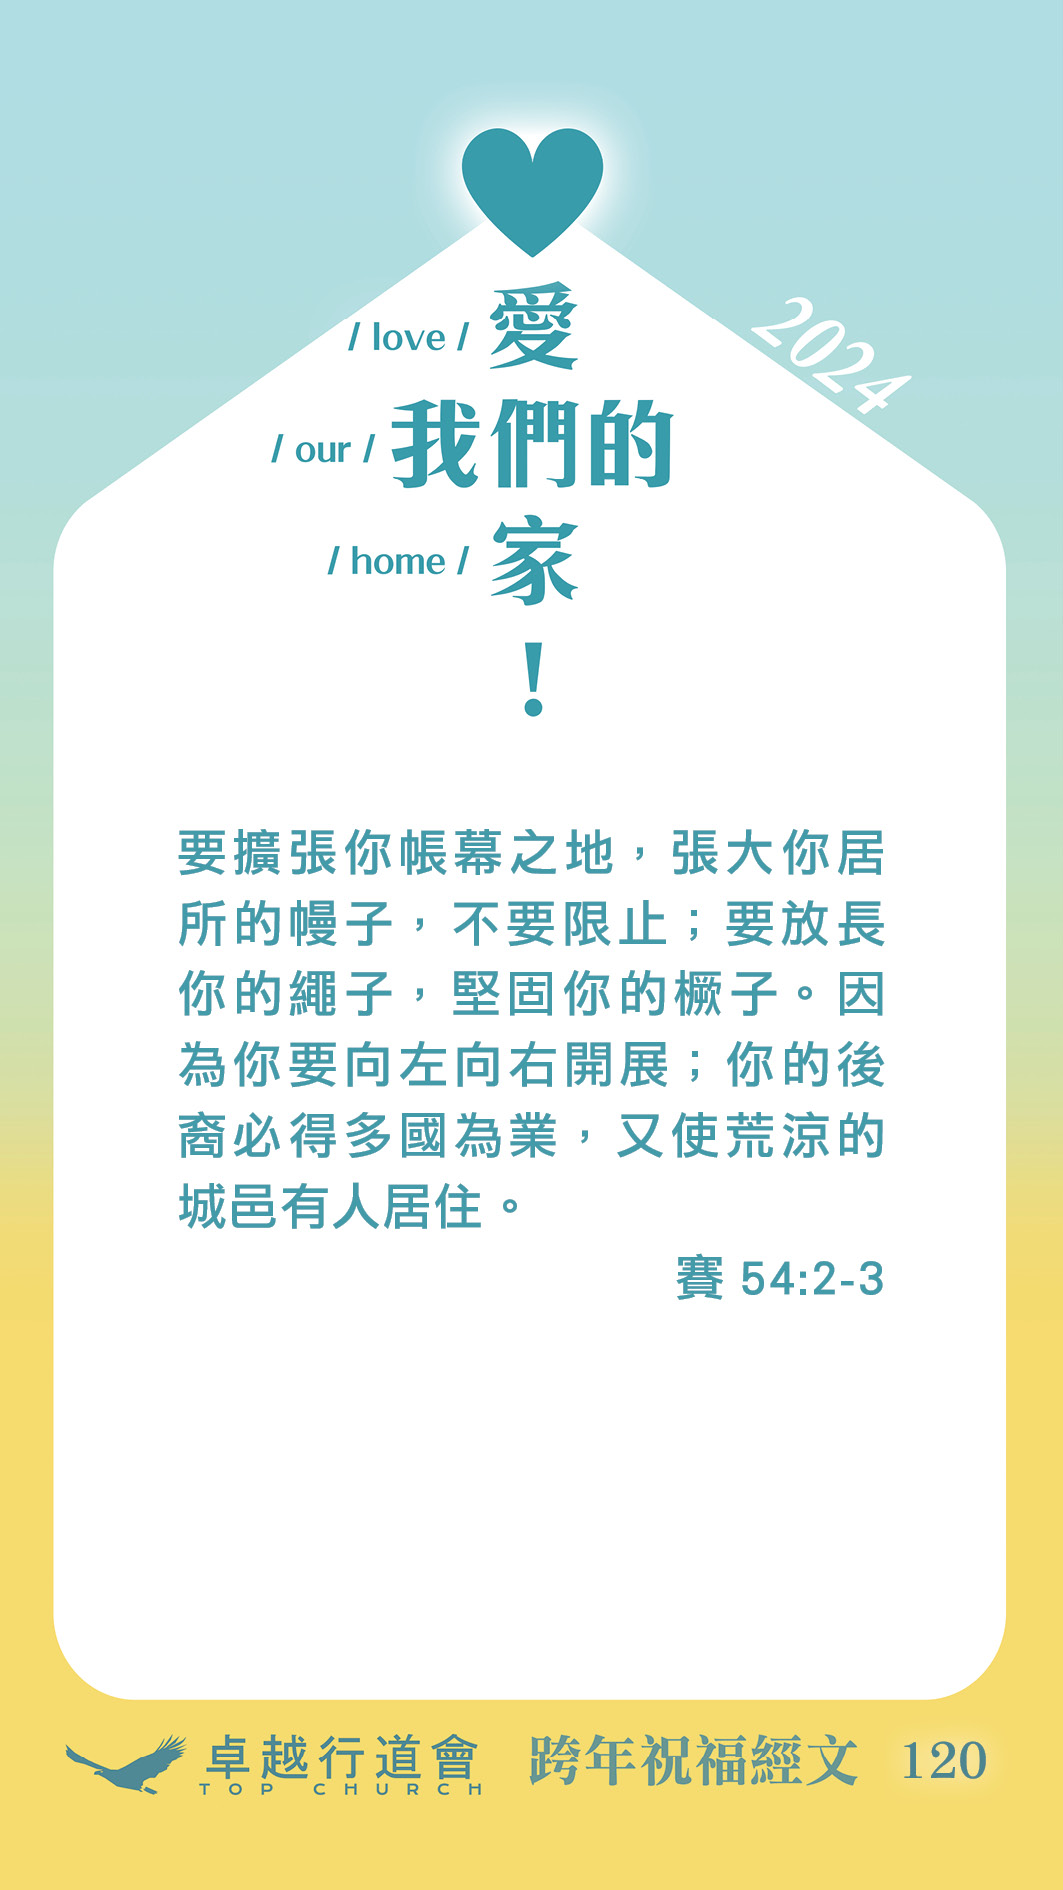 / love / 愛
2024
/ our / 我們的
/ home / 家
!
要擴張你帳幕之地，張大你居
所的幔子，不要限止；要放長
你的繩子，堅固你的橛子。因
為你要向左向右開展；你的後
裔必得多國為業，又使荒涼的
城邑有人居住。
賽 54:2-3
卓越行道會 跨年祝福經文 120
TOP CHURCH